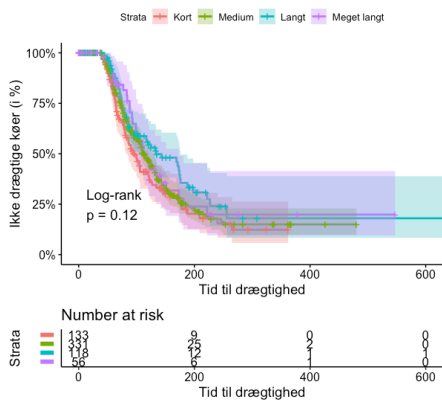 Strata Kort Medium Langt Meget langt
100%
75%
50%
25%
0%
Ikke drægtige køer (i %)
Log-rank
p = 0.12
0 200 400 600
Tid til drægtighed
Number at risk
Strata
133 9 0 0
331 25 2 0
118 12 1 1
56 6 1 0
0 200 400 600
Tid til drægtighed